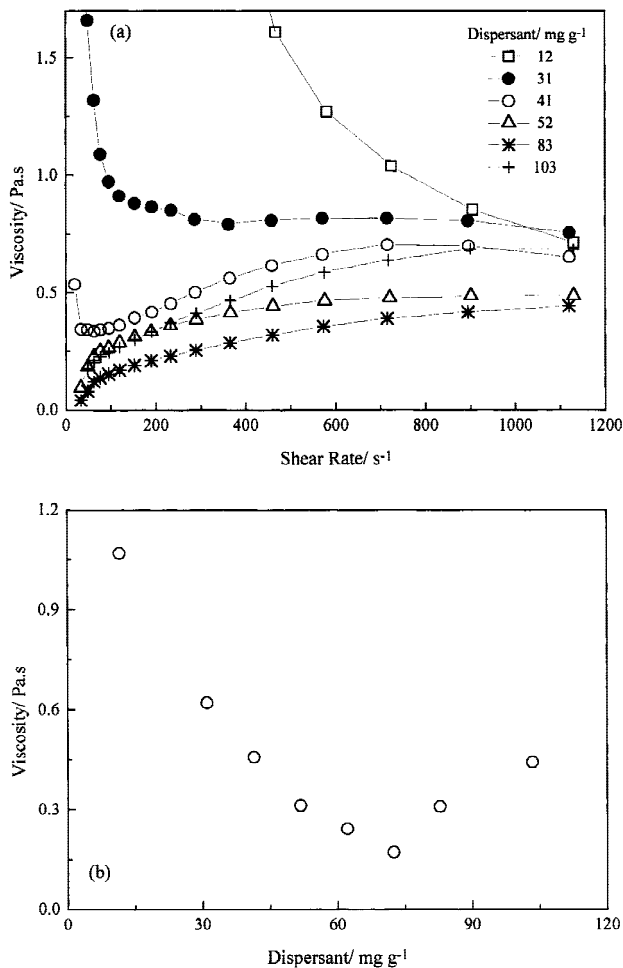 (a)
Dispersant/ mg g-1
12
31
41
52
83
103
1.5
1.0
0.5
0.0
Viscosity/ Pa.s
0 200 400 600 800 1000 1200
Shear Rate/ s-1
1.2
0.9
0.6
0.3
0.0
Viscosity/ Pa.s
(b)
0 30 60 90 120
Dispersant/ mg g-1